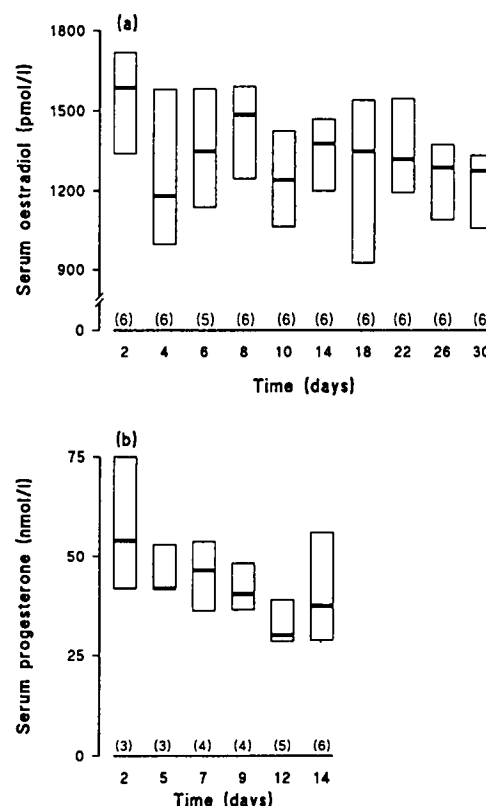 (a)
Serum oestradiol (pmol/l)
1800
1500
1200
900
0
(6) (6) (5) (6) (6) (6) (6) (6) (6) (6
2 4 6 8 10 14 18 22 26 30
Time (days)
(b)
Serum progesterone (nmol/l)
75
50
25
0
(3) (3) (4) (4) (5) (6)
2 5 7 9 12 14
Time (days)